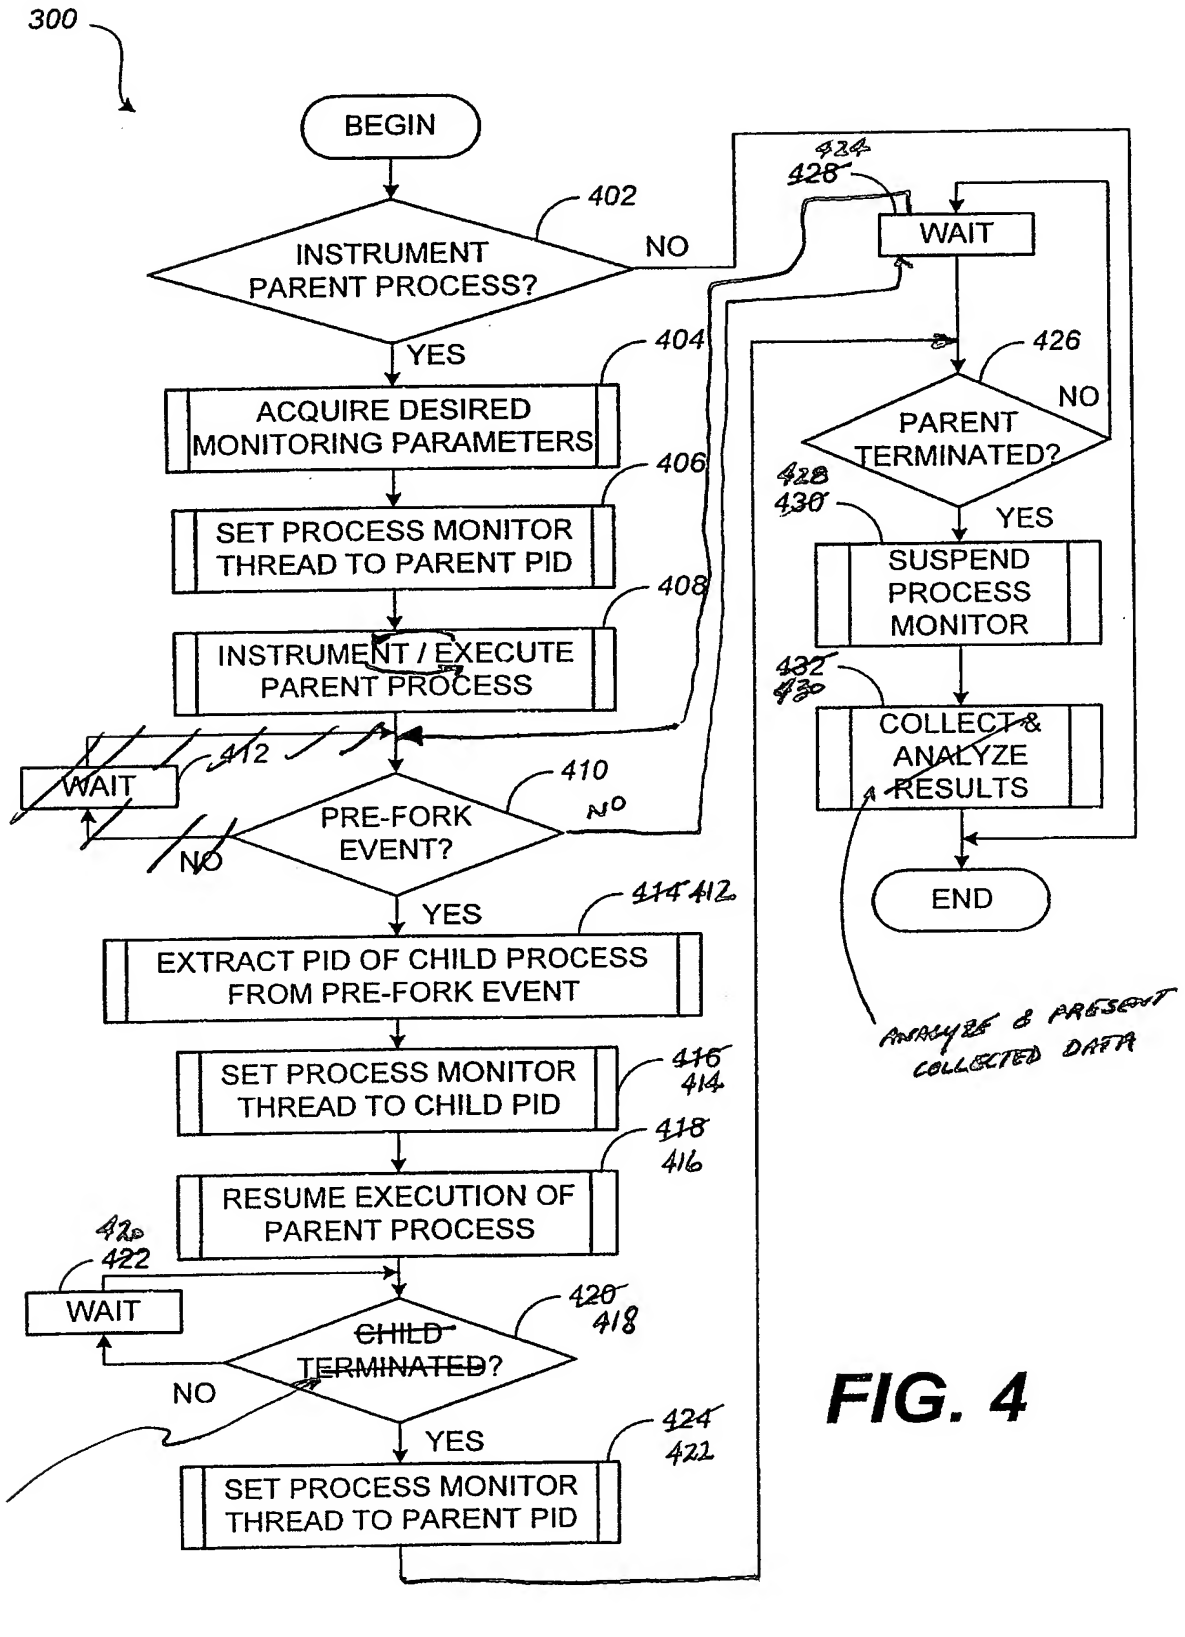 300
BEGIN
402
INSTRUMENT
PARENT PROCESS?
NO
YES
404
ACQUIRE DESIRED
MONITORING PARAMETERS
406
SET PROCESS MONITOR
THREAD TO PARENT PID
408
INSTRUMENT / EXECUTE
PARENT PROCESS
412
WAIT
NO
410
PRE-FORK
EVENT?
NO
YES
414 412
EXTRACT PID OF CHILD PROCESS
FROM PRE-FORK EVENT
416
414
SET PROCESS MONITOR
THREAD TO CHILD PID
418
416
RESUME EXECUTION OF
PARENT PROCESS
420
422
WAIT
420
418
CHILD
TERMINATED?
NO
YES
424
422
SET PROCESS MONITOR
THREAD TO PARENT PID
424
428
WAIT
426
PARENT
TERMINATED?
NO
YES
428
430
SUSPEND
PROCESS
MONITOR
432
430
COLLECT &
ANALYZE
RESULTS
END
ANALYZE & PRESENT
COLLECTED DATA
FIG. 4